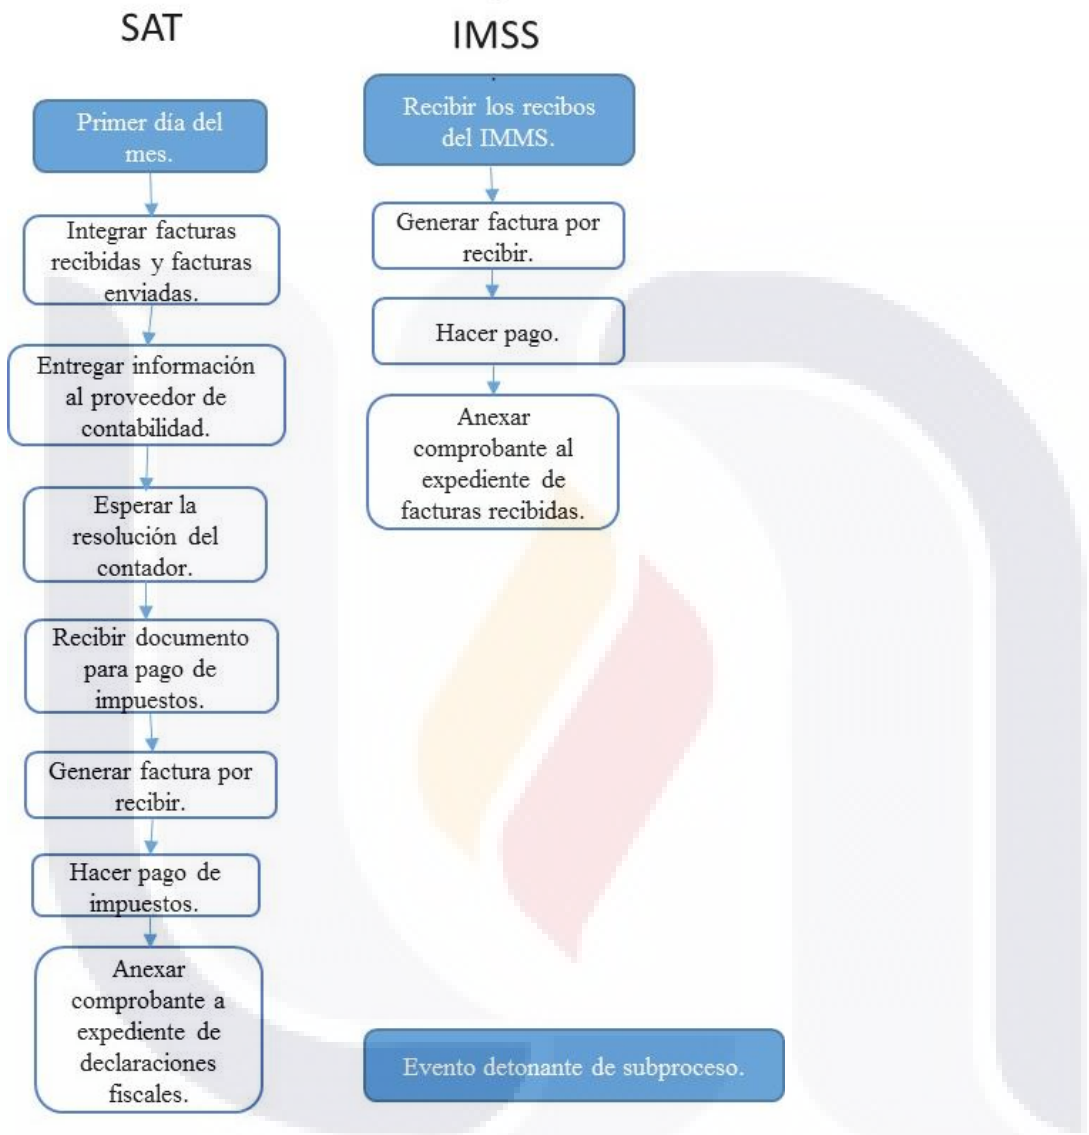 SAT
Primer día del
mes.
Integrar facturas
recibidas y facturas
enviadas.
Entregar información
al proveedor de
contabilidad.
Esperar la
resolución del
contador.
Recibir documento
para pago de
impuestos.
Generar factura por
recibir.
Hacer pago de
impuestos.
Anexar
comprobante a
expediente de
declaraciones
fiscales.
IMSS
Recibir los recibos
del IMMS.
Generar factura por
recibir.
Hacer pago.
Anexar
comprobante al
expediente de
facturas recibidas.
Evento detonante de subproceso.